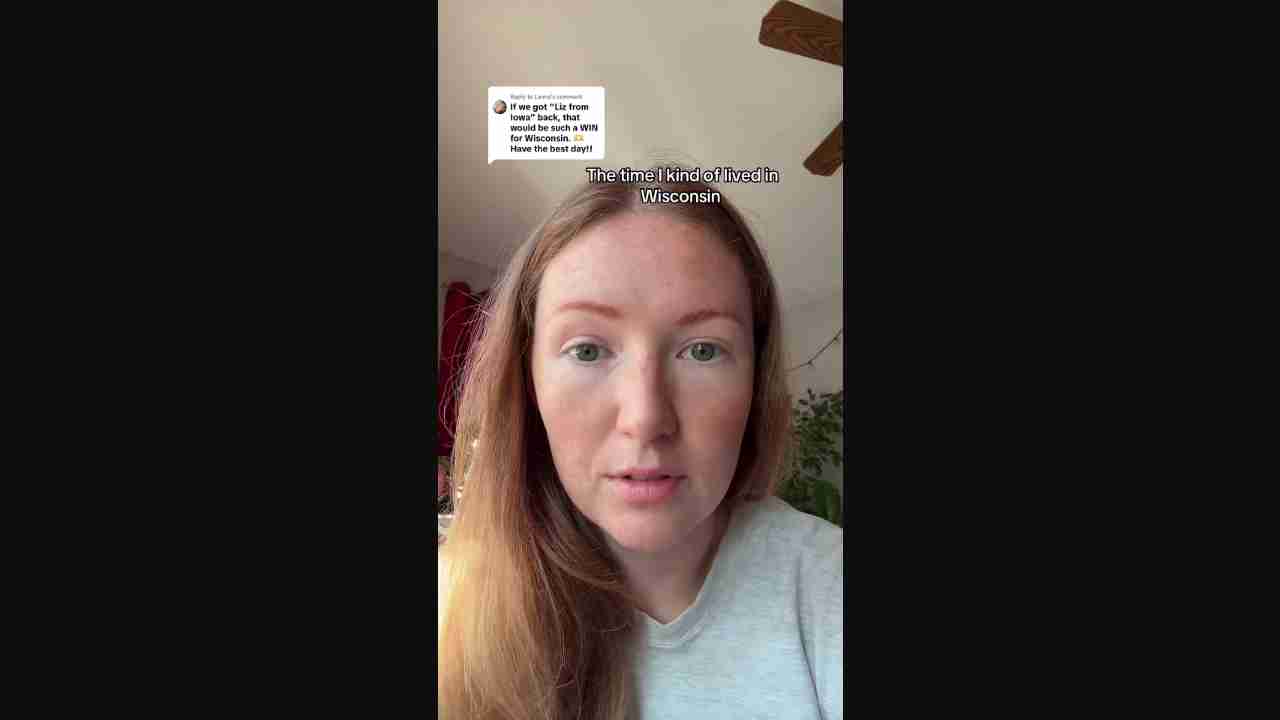 Reply to Lanna's comment
If we got "Liz from
Iowa" back, that
would be such a WIN
for Wisconsin. 🫶
Have the best day!!
The time I kind of lived in
Wisconsin